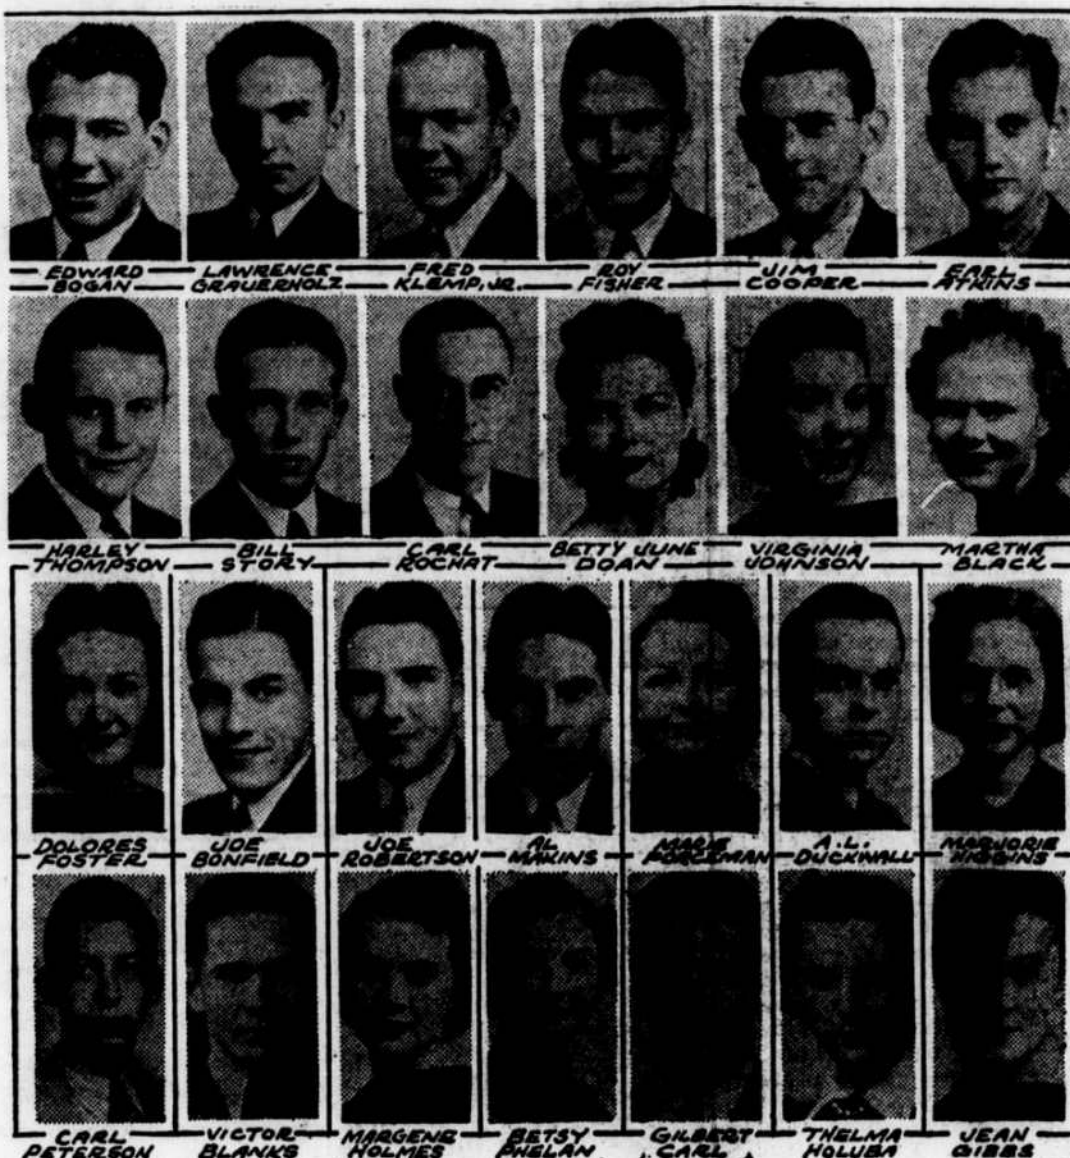 EDWARD BOGAN
LAWRENCE GRAUERHOLZ
FRED KLEMP, JR.
ROY FISHER
JIM COOPER
EARL ATKINS
HARLEY THOMPSON
BILL STORY
CARL ROCHAT
BETTY JUNE DOAN
VIRGINIA JOHNSON
MARTHA BLACK
DOLORES FOSTER
JOE BONFIELD
JOE ROBERTSON
AL MAKINS
MARIE FORCEMAN
A.L. DUCKWALL
MARJORIE HIGGINS
CARL PETERSON
VICTOR BLANKS
MARGENE HOLMES
BETSY PHELAN
GILBERT CARL
THELMA HOLUBA
JEAN GIBBS